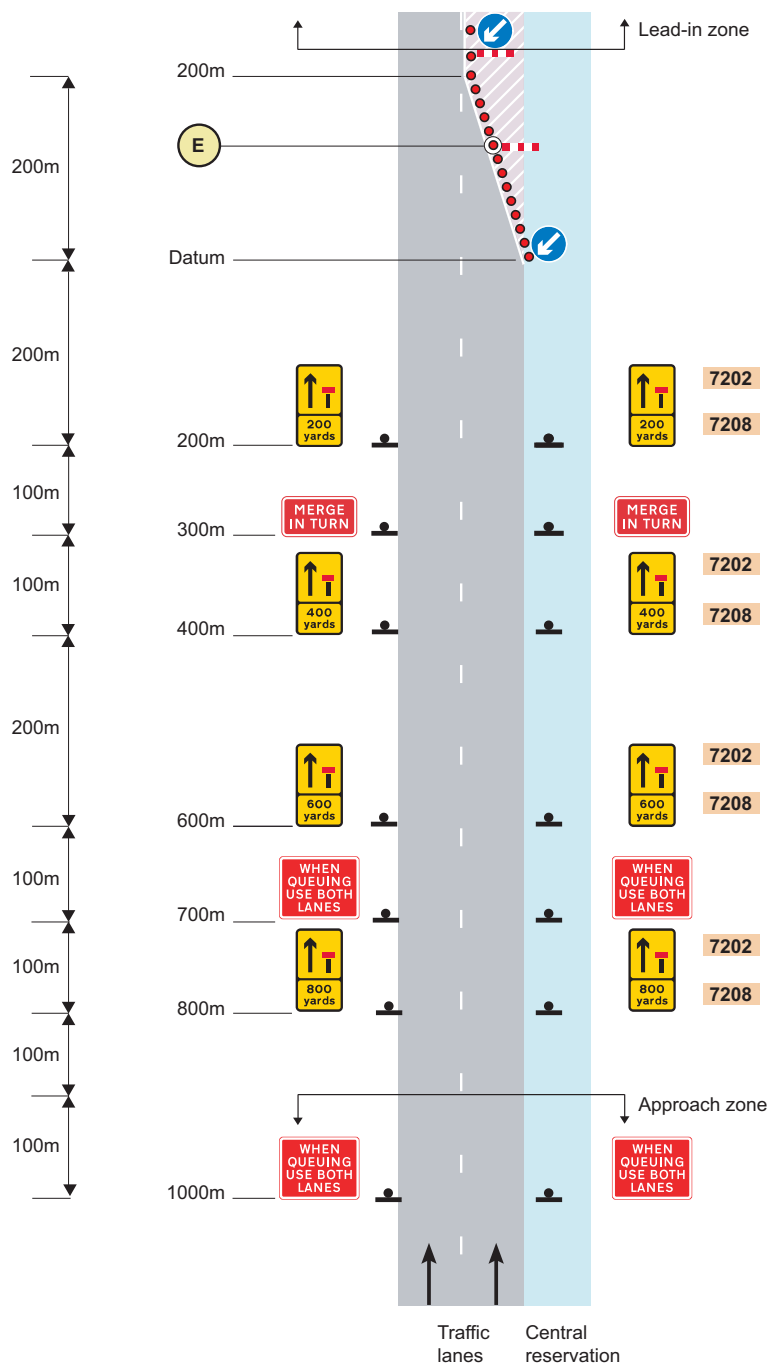 Lead-in zone
200m
E
200m
Datum
200m
200
yards
200
yards
7202
7208
200m
100m
MERGE
IN TURN
MERGE
IN TURN
300m
100m
400
yards
400
yards
7202
7208
400m
200m
600
yards
600
yards
7202
7208
600m
100m
WHEN
QUEUING
USE BOTH
LANES
WHEN
QUEUING
USE BOTH
LANES
700m
100m
800
yards
800
yards
7202
7208
800m
100m
Approach zone
100m
WHEN
QUEUING
USE BOTH
LANES
WHEN
QUEUING
USE BOTH
LANES
1000m
Traffic
lanes
Central
reservation